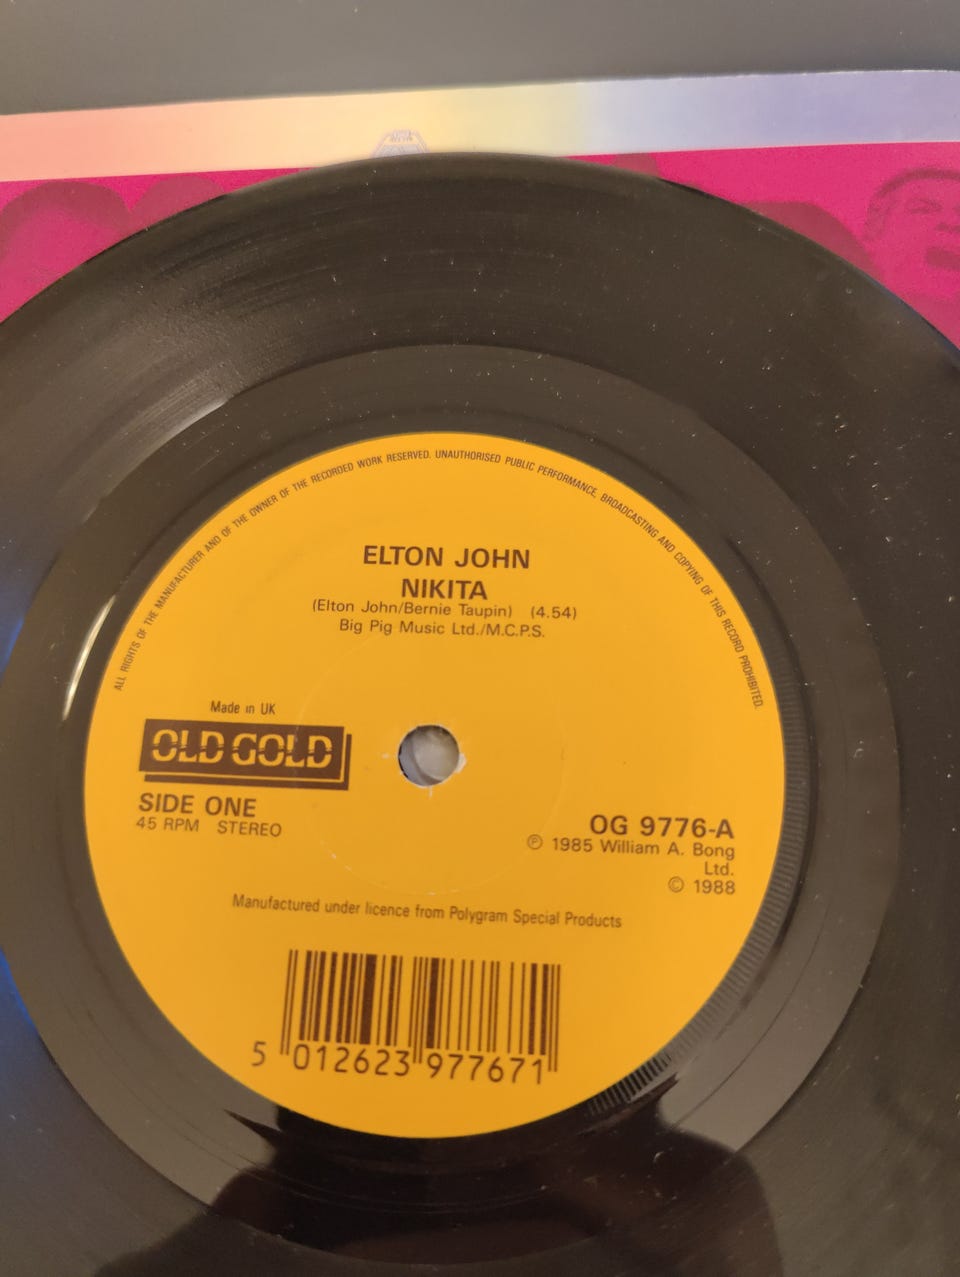 ALL RIGHTS OF THE MANUFACTURER AND OF THE OWNER OF THE RECORDED WORK RESERVED. UNAUTHORISED PUBLIC PERFORMANCE, BROADCASTING AND COPYING OF THIS RECORD PROHIBITED.
ELTON JOHN
NIKITA
(Elton John/Bernie Taupin) (4.54)
Big Pig Music Ltd./M.C.P.S.
Made in UK
OLD GOLD
SIDE ONE
45 RPM STEREO
OG 9776-A
℗ 1985 William A. Bong
Ltd.
© 1988
Manufactured under licence from Polygram Special Products
5 012623 977671